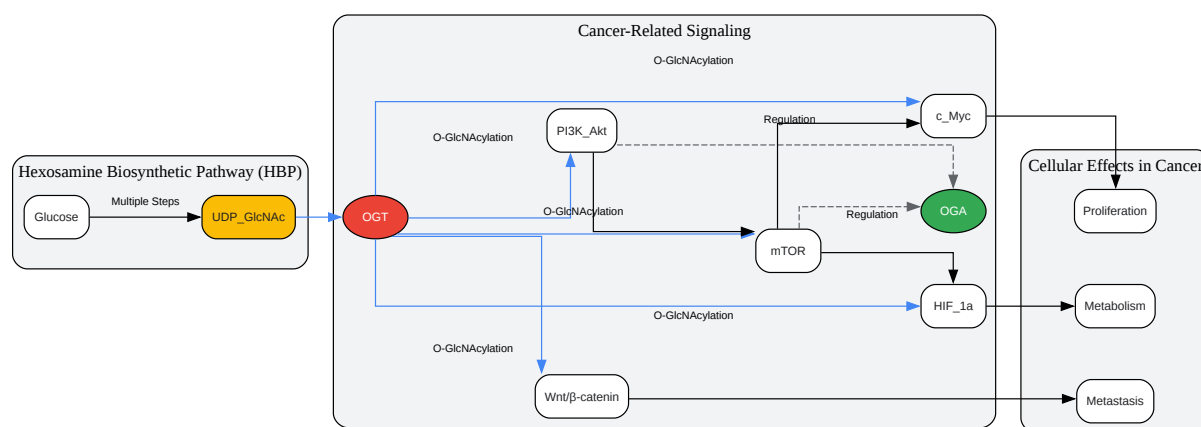 Cancer-Related Signaling
O-GlcNAcylation
c_Myc
Regulation
PI3K_Akt
O-GlcNAcylation
Hexosamine Biosynthetic Pathway (HBP)
Cellular Effects in Cancer
Multiple Steps
Glucose
UDP_GlcNAc
OGT
O-GlcNAcylation
Regulation
OGA
Proliferation
mTOR
HIF_1a
Metabolism
O-GlcNAcylation
O-GlcNAcylation
Wnt/β-catenin
Metastasis